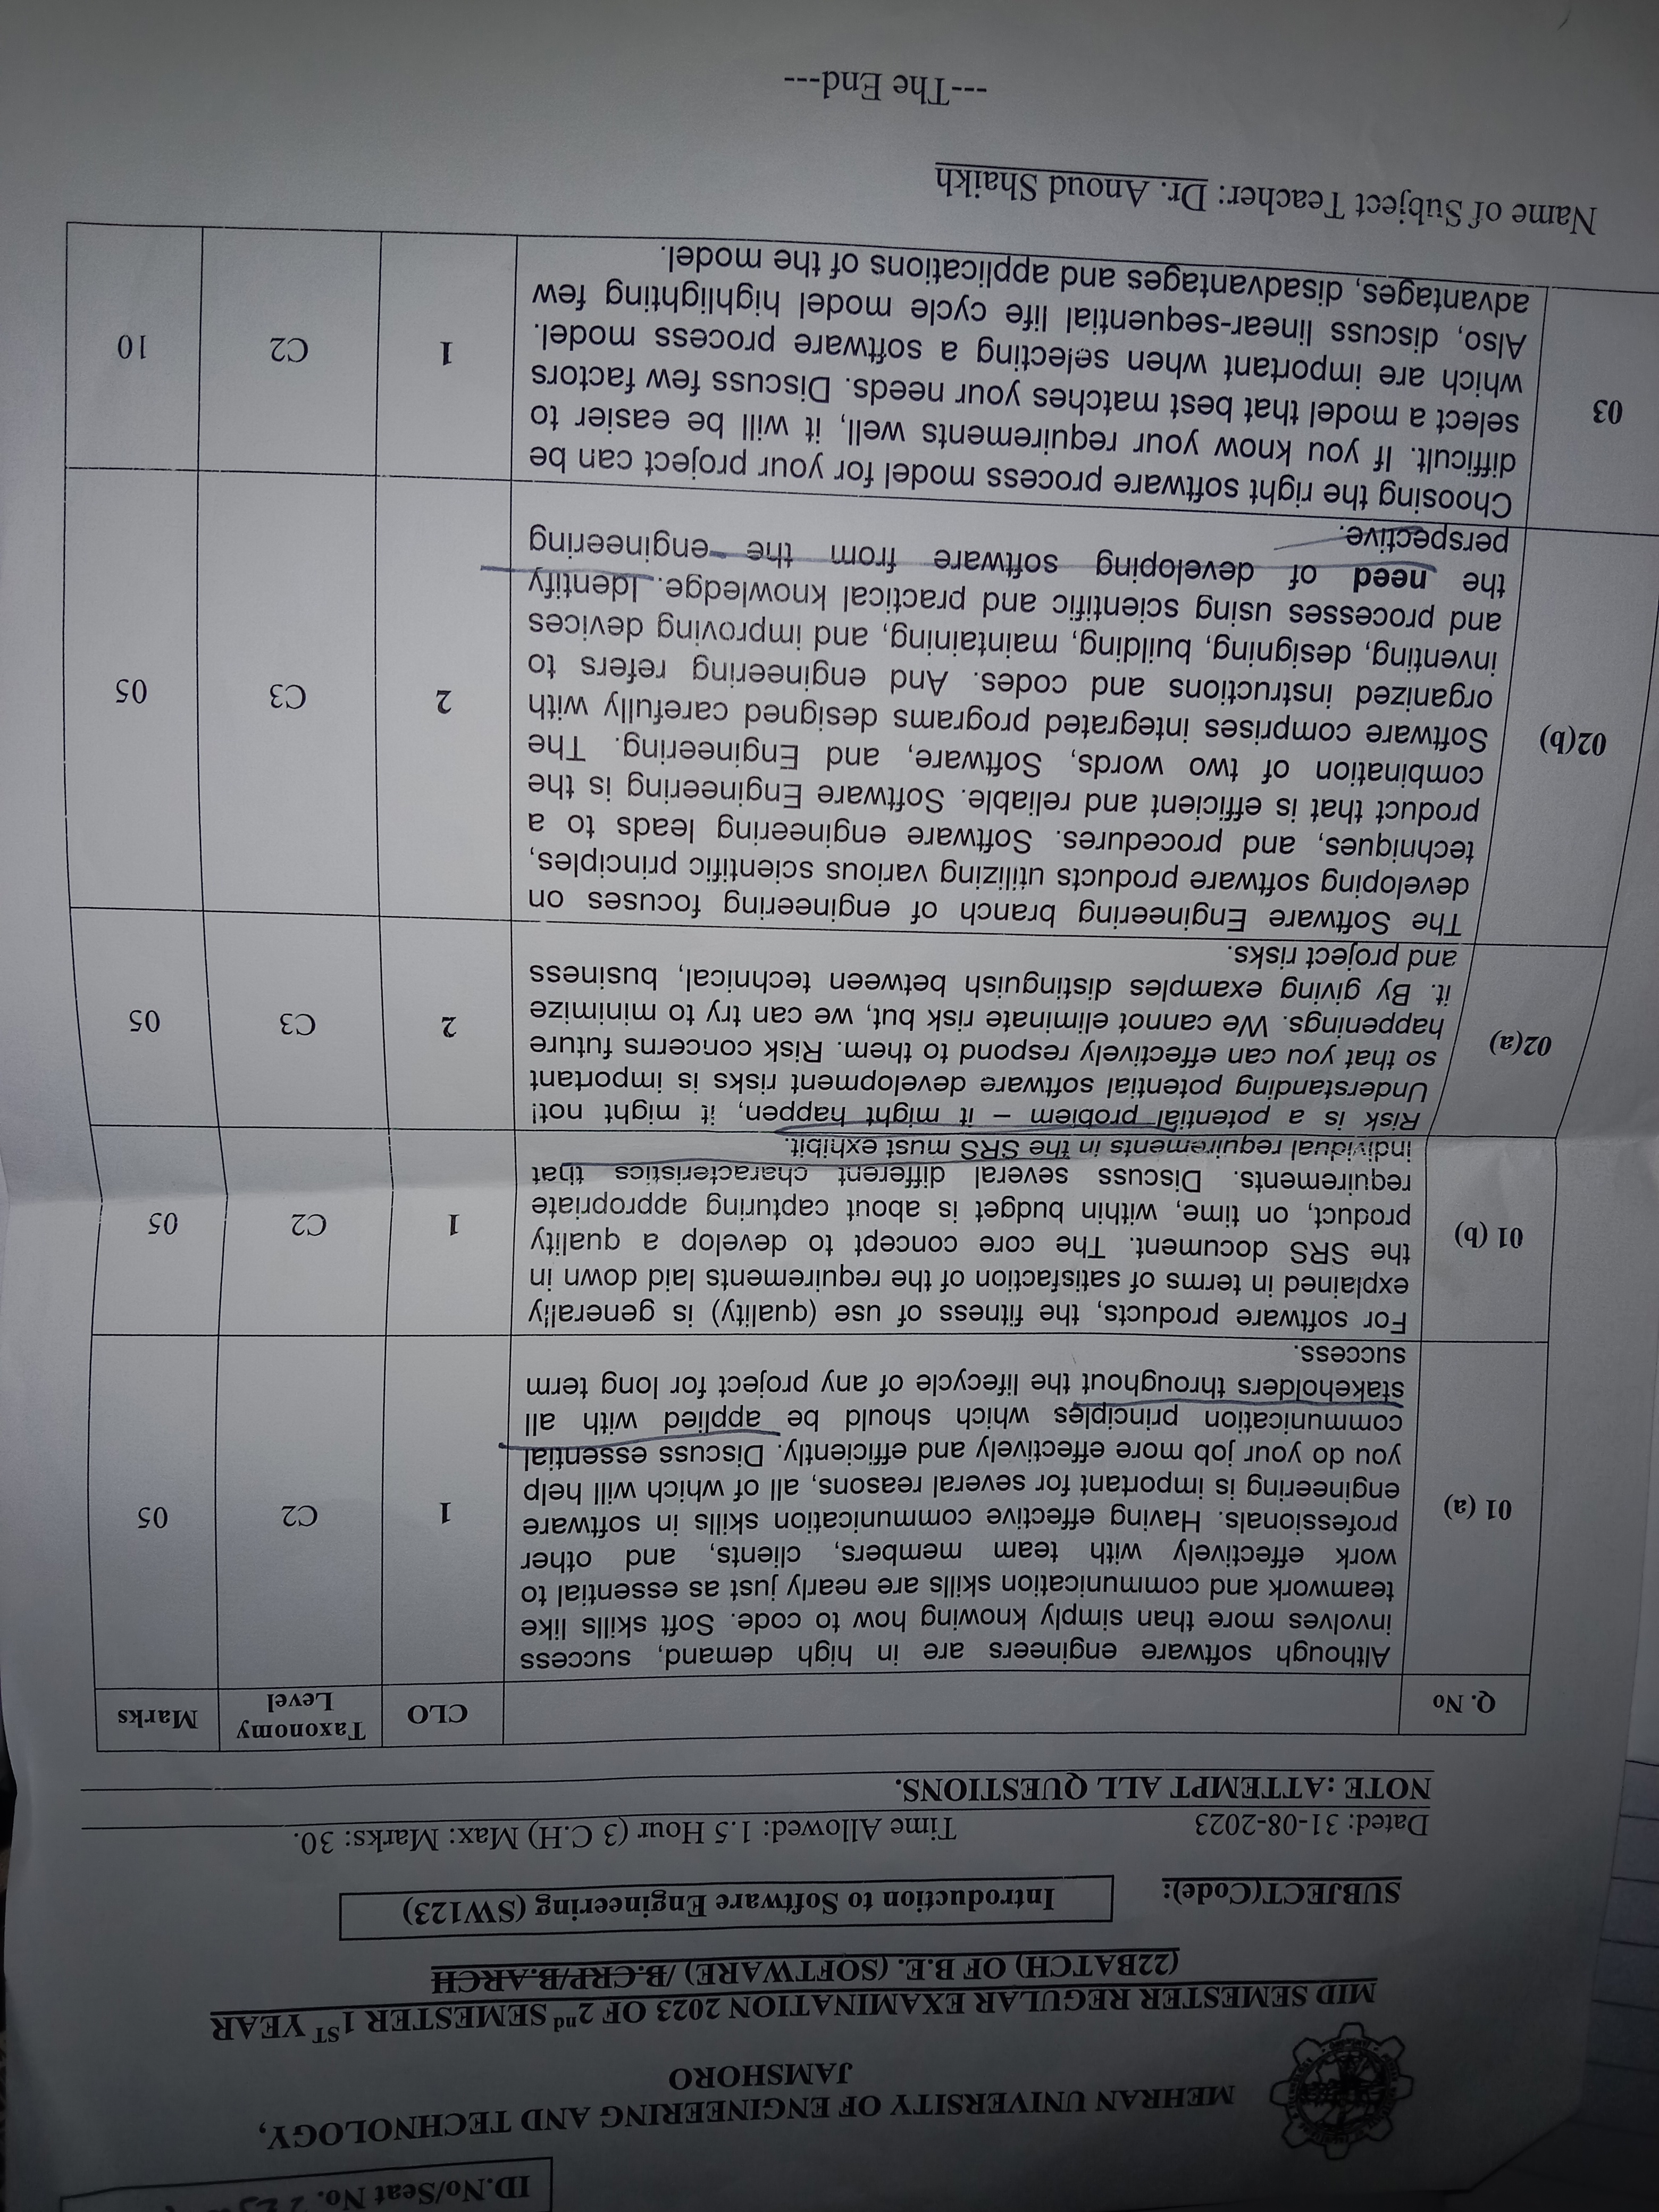 ID.No/Seat No.
MEHRAN UNIVERSITY OF ENGINEERING AND TECHNOLOGY,
JAMSHORO
MID SEMESTER REGULAR EXAMINATION 2023 OF 2nd SEMESTER 1ST YEAR
(22BATCH) OF B.E. (SOFTWARE) /B.CRP/B.ARCH
SUBJECT(Code): Introduction to Software Engineering (SW123)
Dated: 31-08-2023 Time Allowed: 1.5 Hour (3 C.H) Max: Marks: 30.
NOTE :ATTEMPT ALL QUESTIONS.
Q. No CLO Taxonomy Level Marks
01 (a)
Although software engineers are in high demand, success
involves more than simply knowing how to code. Soft skills like
teamwork and communication skills are nearly just as essential to
work effectively with team members, clients, and other
professionals. Having effective communication skills in software
engineering is important for several reasons, all of which will help
you do your job more effectively and efficiently. Discuss essential
communication principles which should be applied with all
stakeholders throughout the lifecycle of any project for long term
success.
1 C2 05
01 (b)
For software products, the fitness of use (quality) is generally
explained in terms of satisfaction of the requirements laid down in
the SRS document. The core concept to develop a quality
product, on time, within budget is about capturing appropriate
requirements. Discuss several different characteristics that
individual requirements in the SRS must exhibit.
1 C2 05
02(a)
Risk is a potential problem – it might happen, it might not!
Understanding potential software development risks is important
so that you can effectively respond to them. Risk concerns future
happenings. We cannot eliminate risk but, we can try to minimize
it. By giving examples distinguish between technical, business
and project risks.
2 C3 05
02(b)
The Software Engineering branch of engineering focuses on
developing software products utilizing various scientific principles,
techniques, and procedures. Software engineering leads to a
product that is efficient and reliable. Software Engineering is the
combination of two words, Software, and Engineering. The
Software comprises integrated programs designed carefully with
organized instructions and codes. And engineering refers to
inventing, designing, building, maintaining, and improving devices
and processes using scientific and practical knowledge. Identify
the need of developing software from the engineering
perspective.
2 C3 05
03
Choosing the right software process model for your project can be
difficult. If you know your requirements well, it will be easier to
select a model that best matches your needs. Discuss few factors
which are important when selecting a software process model.
Also, discuss linear-sequential life cycle model highlighting few
advantages, disadvantages and applications of the model.
1 C2 10
Name of Subject Teacher: Dr. Anoud Shaikh
---The End---